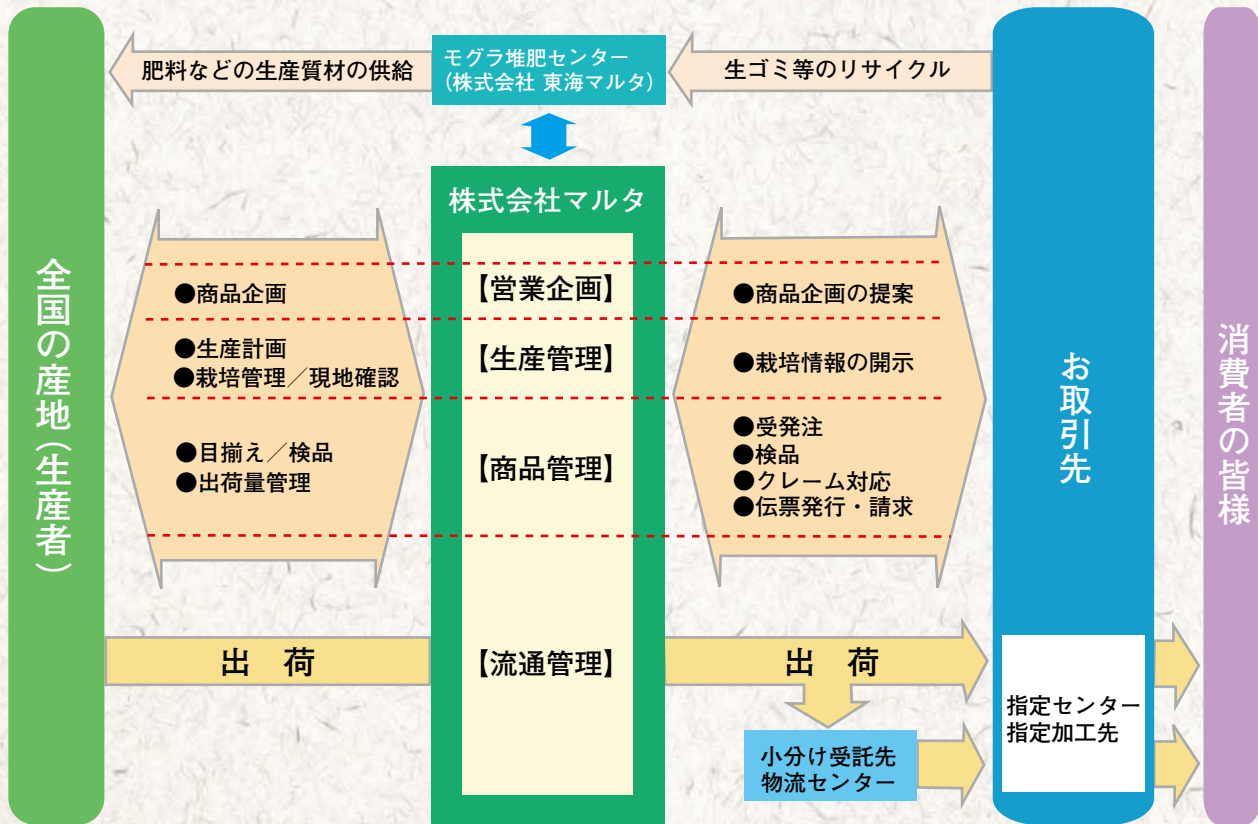 全国の産地(生産者)
肥料などの生産質材の供給
モグラ堆肥センター
(株式会社 東海マルタ)
生ゴミ等のリサイクル
株式会社マルタ
●商品企画
【営業企画】
●商品企画の提案
●生産計画
●栽培管理／現地確認
【生産管理】
●栽培情報の開示
●目揃え／検品
●出荷量管理
【商品管理】
●受発注
●検品
●クレーム対応
●伝票発行・請求
出　荷
【流通管理】
出　荷
小分け受託先
物流センター
お取引先
指定センター
指定加工先
消費者の皆様